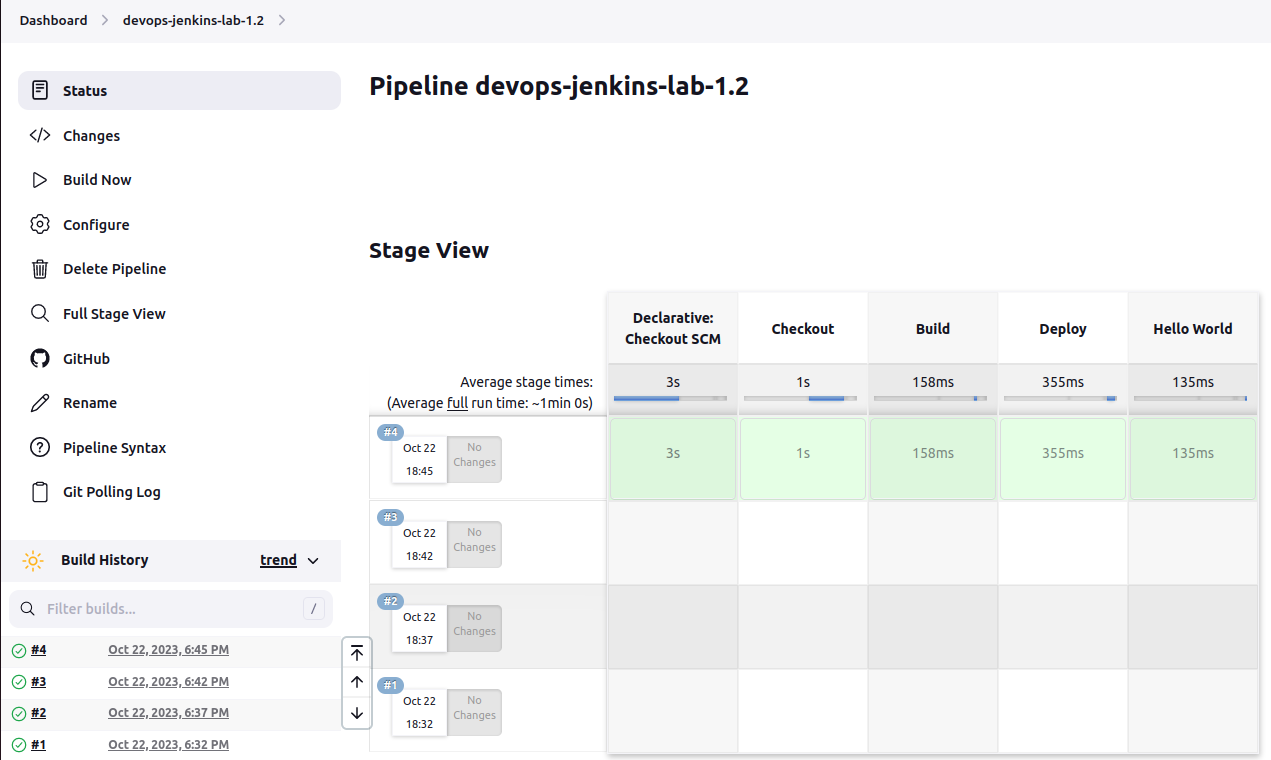 Dashboard
devops-jenkins-lab-1.2
Status
Changes
Build Now
Configure
Delete Pipeline
Full Stage View
GitHub
Rename
Pipeline Syntax
Git Polling Log
Build History
trend
Filter builds...
/
#4
Oct 22, 2023, 6:45 PM
#3
Oct 22, 2023, 6:42 PM
#2
Oct 22, 2023, 6:37 PM
#1
Oct 22, 2023, 6:32 PM
Pipeline devops-jenkins-lab-1.2
Stage View
Declarative:
Checkout SCM
Checkout
Build
Deploy
Hello World
Average stage times:
(Average full run time: ~1min 0s)
3s
1s
158ms
355ms
135ms
#4
Oct 22
18:45
No
Changes
3s
1s
158ms
355ms
135ms
#3
Oct 22
18:42
No
Changes
#2
Oct 22
18:37
No
Changes
#1
Oct 22
18:32
No
Changes